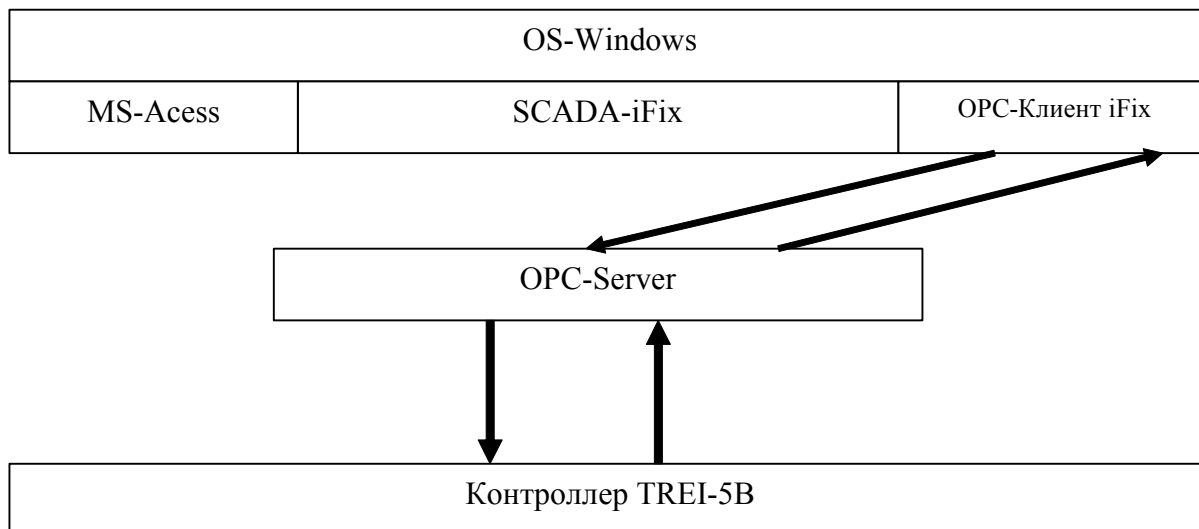 OS-Windows
MS-Acess
SCADA-iFix
OPC-Клиент iFix
OPC-Server
Контроллер TREI-5B